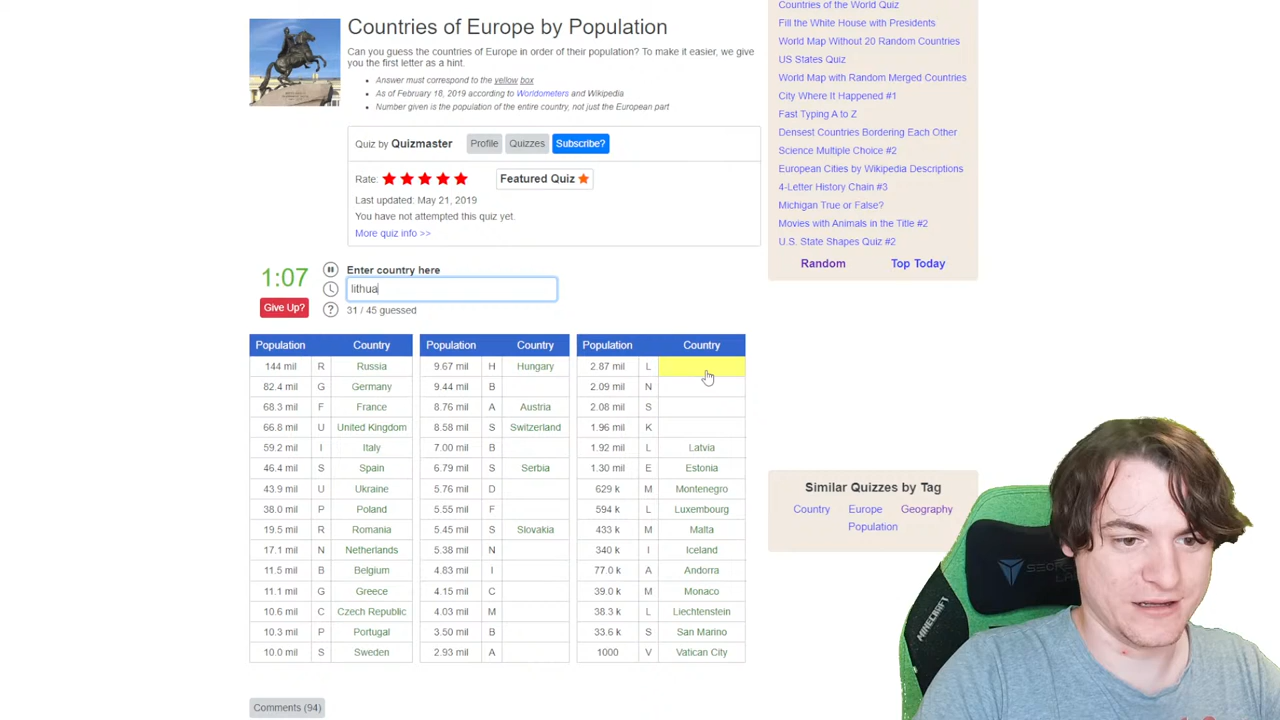 Countries of Europe by Population
Can you guess the countries of Europe in order of their population? To make it easier, we give
you the first letter as a hint.
Answer must correspond to the yellow box
As of February 18, 2019 according to Worldometers and Wikipedia
Number given is the population of the entire country, not just the European part
Quiz by Quizmaster Profile Quizzes Subscribe?
Rate: Featured Quiz
Last updated: May 21, 2019
You have not attempted this quiz yet.
More quiz info >>
1:07
Give Up?
Enter country here
lithua
?
31 / 45 guessed
Population Country Population Country Population Country
144 mil R Russia 9.67 mil H Hungary 2.87 mil L
82.4 mil G Germany 9.44 mil B 2.09 mil N
68.3 mil F France 8.76 mil A Austria 2.08 mil S
66.8 mil U United Kingdom 8.58 mil S Switzerland 1.96 mil K
59.2 mil I Italy 7.00 mil B 1.92 mil L Latvia
46.4 mil S Spain 6.79 mil S Serbia 1.30 mil E Estonia
43.9 mil U Ukraine 5.76 mil D 629 k M Montenegro
38.0 mil P Poland 5.55 mil F 594 k L Luxembourg
19.5 mil R Romania 5.45 mil S Slovakia 433 k M Malta
17.1 mil N Netherlands 5.38 mil N 340 k I Iceland
11.5 mil B Belgium 4.83 mil I 77.0 k A Andorra
11.1 mil G Greece 4.15 mil C 39.0 k M Monaco
10.6 mil C Czech Republic 4.03 mil M 38.3 k L Liechtenstein
10.3 mil P Portugal 3.50 mil B 33.6 k S San Marino
10.0 mil S Sweden 2.93 mil A 1000 V Vatican City
Comments (94)
Countries of the World Quiz
Fill the White House with Presidents
World Map Without 20 Random Countries
US States Quiz
World Map with Random Merged Countries
City Where It Happened #1
Fast Typing A to Z
Densest Countries Bordering Each Other
Science Multiple Choice #2
European Cities by Wikipedia Descriptions
4-Letter History Chain #3
Michigan True or False?
Movies with Animals in the Title #2
U.S. State Shapes Quiz #2
Random Top Today
Similar Quizzes by Tag
Country Europe Geography
Population
MINECRAFT